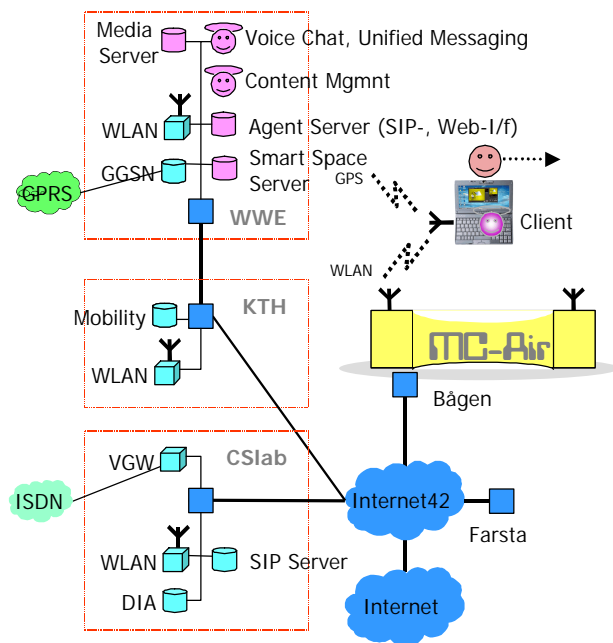 Media
Server
Voice Chat, Unified Messaging
Content Mgmnt
WLAN
Agent Server (SIP-, Web-I/f)
GGSN
Smart Space
Server
GPRS
WWE
GPS
Client
WLAN
KTH
Mobility
WLAN
MC-Air
Bågen
CSlab
VGW
ISDN
Internet42
Farsta
WLAN
SIP Server
DIA
Internet